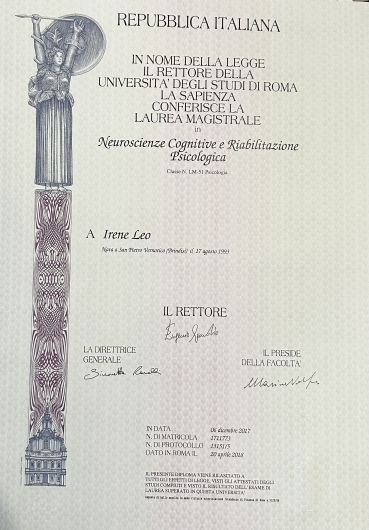 REPUBBLICA ITALIANA
IN NOME DELLA LEGGE
IL RETTORE DELLA
UNIVERSITA' DEGLI STUDI DI ROMA
LA SAPIENZA
CONFERISCE LA
LAUREA MAGISTRALE
in
Neuroscienze Cognitive e Riabilitazione
Psicologica
Classe N. LM-51 Psicologia
A Irene Leo
Nata a San Pietro Vernotico (Brindisi) il 17 agosto 1993
IL RETTORE
LA DIRETTRICE
GENERALE
IL PRESIDE
DELLA FACOLTA'
IN DATA 06 dicembre 2017
N. DI MATRICOLA 1711773
N. DI PROTOCOLLO 13151/5
DATO IN ROMA IL 20 aprile 2018
IL PRESENTE DIPLOMA VIENE RILASCIATO A
TUTTI GLI EFFETTI DI LEGGE, VISTI GLI ATTESTATI DEGLI
STUDI COMPIUTI E VISTO IL RISULTATO DELL'ESAME DI
LAUREA SUPERATO IN QUESTA UNIVERSITA'